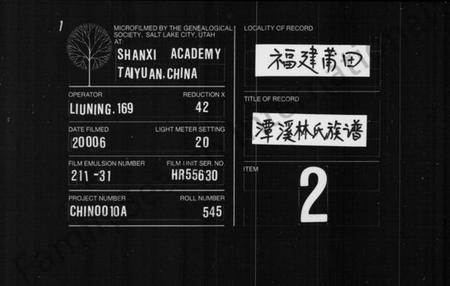 1
MICROFILMED BY THE GENEALOGICAL
SOCIETY, SALT LAKE CITY, UTAH
AT:
SHANXI ACADEMY
TAIYUAN.CHINA
OPERATOR
REDUCTION X
LIUNING.169
42
DATE FILMED
LIGHT METER SETTING
20006
20
FILM EMULSION NUMBER
FILM UNIT SER. NO.
211-31
HR55630
PROJECT NUMBER
ROLL NUMBER
CHIN0010A
545
LOCALITY OF RECORD
福建莆田
TITLE OF RECORD
潭溪林氏族谱
ITEM
2